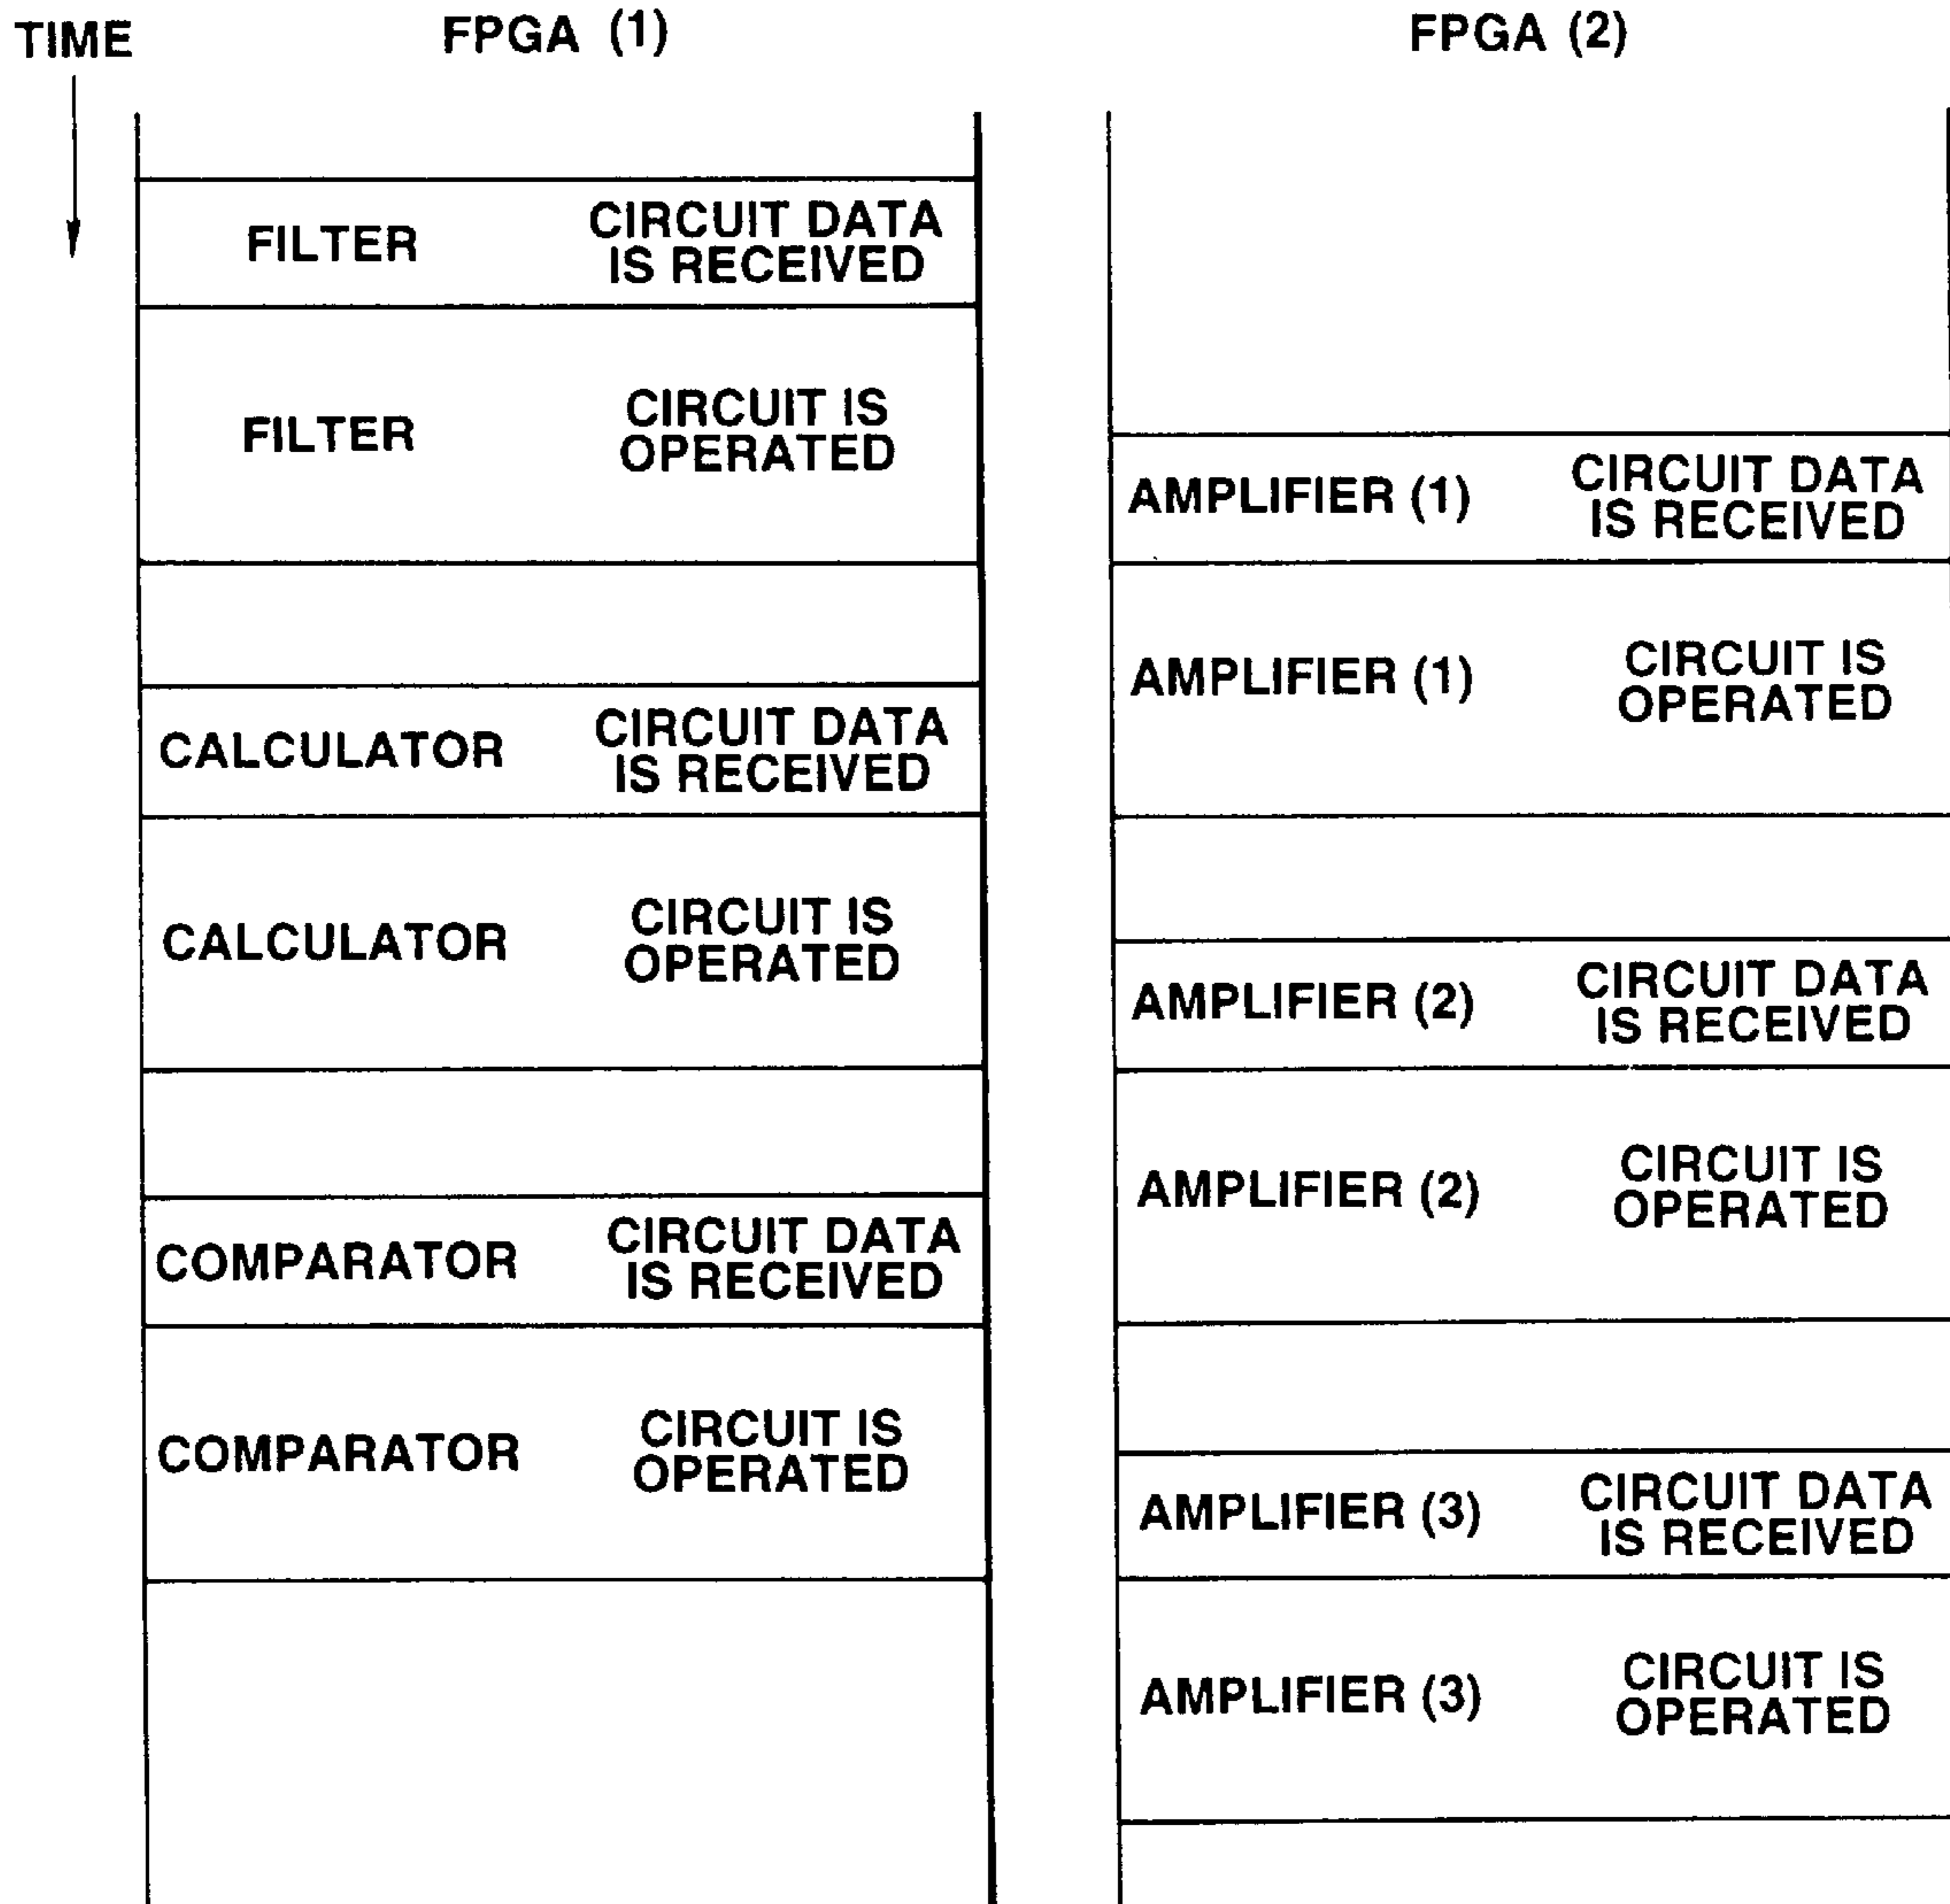 TIME
FPGA (1)
FPGA (2)
FILTER
CIRCUIT DATA
IS RECEIVED
FILTER
CIRCUIT IS
OPERATED
CALCULATOR
CIRCUIT DATA
IS RECEIVED
CALCULATOR
CIRCUIT IS
OPERATED
COMPARATOR
CIRCUIT DATA
IS RECEIVED
COMPARATOR
CIRCUIT IS
OPERATED
AMPLIFIER (1)
CIRCUIT DATA
IS RECEIVED
AMPLIFIER (1)
CIRCUIT IS
OPERATED
AMPLIFIER (2)
CIRCUIT DATA
IS RECEIVED
AMPLIFIER (2)
CIRCUIT IS
OPERATED
AMPLIFIER (3)
CIRCUIT DATA
IS RECEIVED
AMPLIFIER (3)
CIRCUIT IS
OPERATED